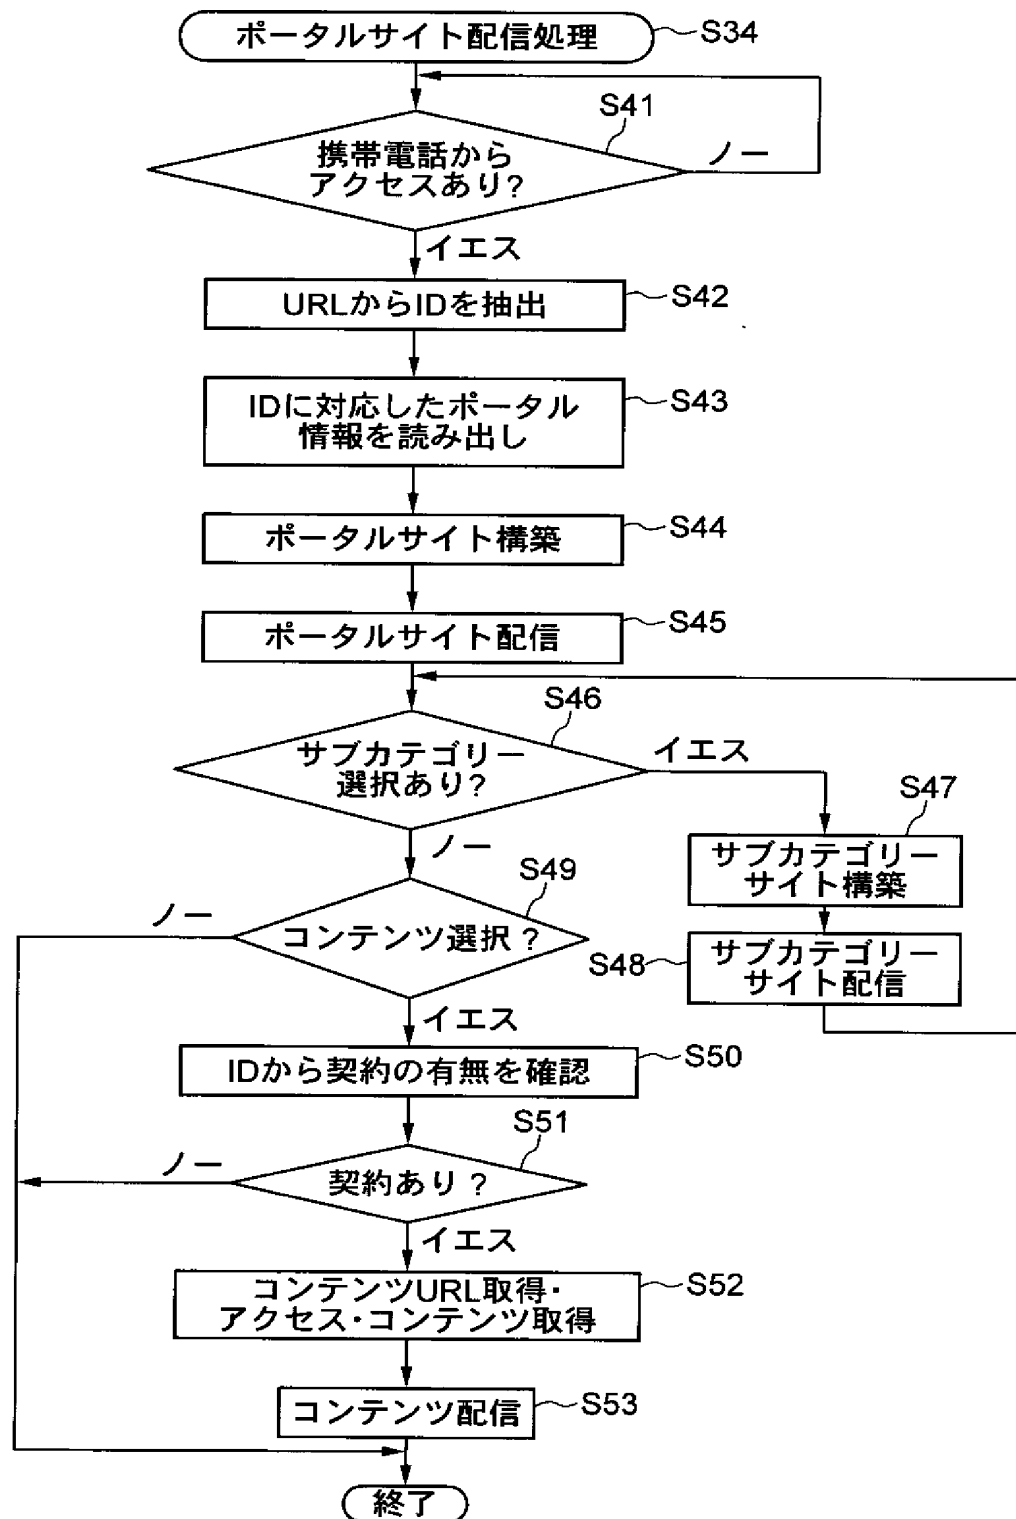 ポータルサイト配信処理
S34
S41
携帯電話から
アクセスあり?
ノー
イエス
URLからIDを抽出
S42
IDに対応したポータル
情報を読み出し
S43
ポータルサイト構築
S44
ポータルサイト配信
S45
S46
サブカテゴリー
選択あり?
イエス
S47
サブカテゴリー
サイト構築
ノー
S49
コンテンツ選択?
ノー
S48
サブカテゴリー
サイト配信
イエス
IDから契約の有無を確認
S50
S51
契約あり?
ノー
イエス
コンテンツURL取得・
アクセス・コンテンツ取得
S52
コンテンツ配信
S53
終了